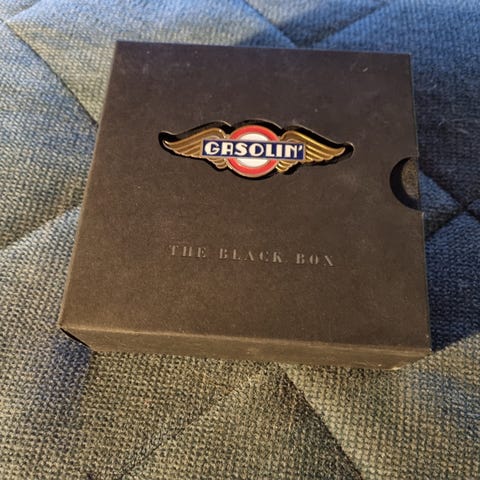 GASOLIN'
THE BLACK BOX